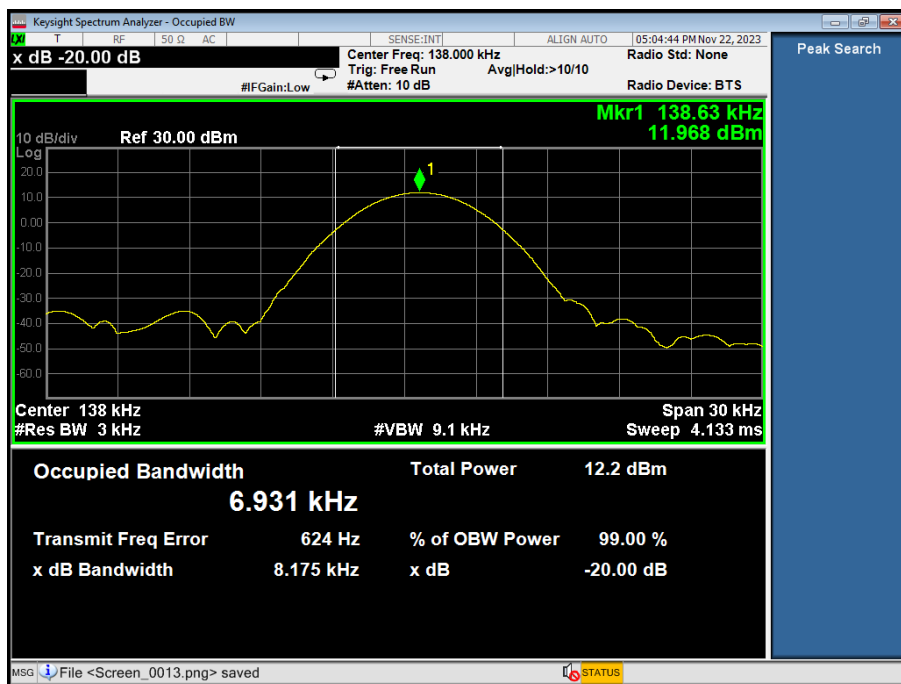 Keysight Spectrum Analyzer - Occupied BW
LXI T RF 50 Ω AC SENSE:INT ALIGN AUTO 05:04:44 PM Nov 22, 2023
x dB -20.00 dB
Center Freq: 138.000 kHz Radio Std: None
Trig: Free Run Avg|Hold:>10/10
#IFGain:Low #Atten: 10 dB Radio Device: BTS
Peak Search
Mkr1 138.63 kHz
11.968 dBm
10 dB/div Ref 30.00 dBm
Log
20.0
1
10.0
0.00
-10.0
-20.0
-30.0
-40.0
-50.0
-60.0
Center 138 kHz Span 30 kHz
#Res BW 3 kHz #VBW 9.1 kHz Sweep 4.133 ms
Occupied Bandwidth Total Power 12.2 dBm
6.931 kHz
Transmit Freq Error 624 Hz % of OBW Power 99.00 %
x dB Bandwidth 8.175 kHz x dB -20.00 dB
MSG File <Screen_0013.png> saved STATUS